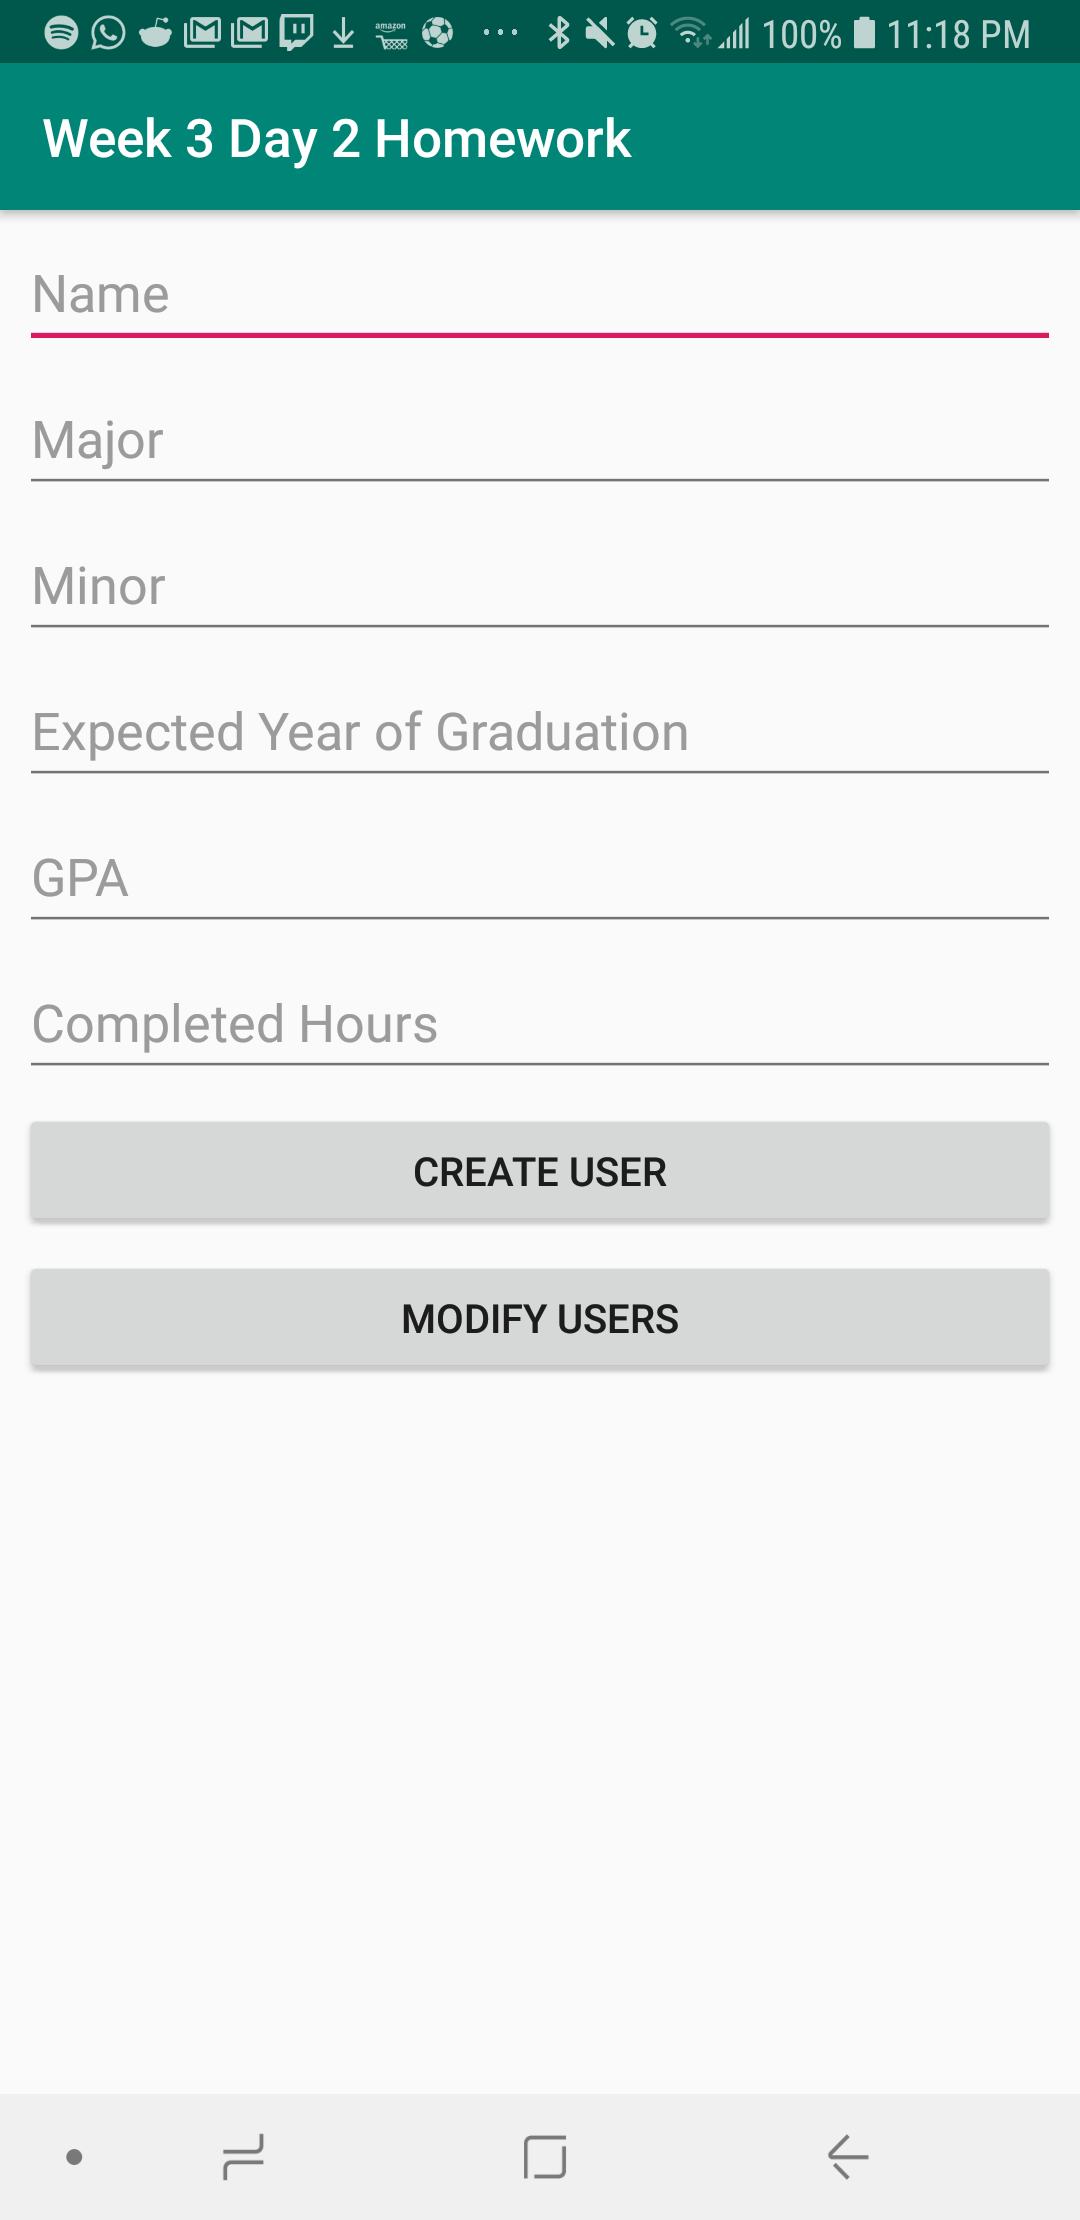 amazon 100% 11:18 PM
Week 3 Day 2 Homework
Name
Major
Minor
Expected Year of Graduation
GPA
Completed Hours
CREATE USER
MODIFY USERS